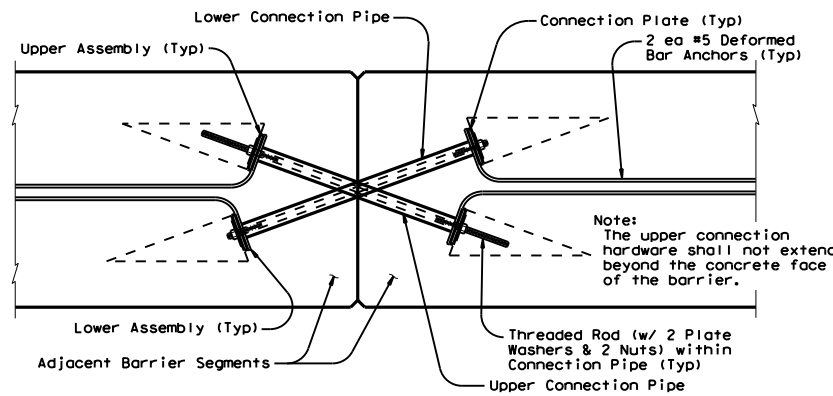 Lower Connection Pipe
Connection Plate (Typ)
Upper Assembly (Typ)
2 ea #5 Deformed
Bar Anchors (Typ)
Note:
The upper connection
hardware shall not extend
beyond the concrete face
of the barrier.
Lower Assembly (Typ)
Threaded Rod (w/ 2 Plate
Washers & 2 Nuts) within
Connection Pipe (Typ)
Adjacent Barrier Segments
Upper Connection Pipe